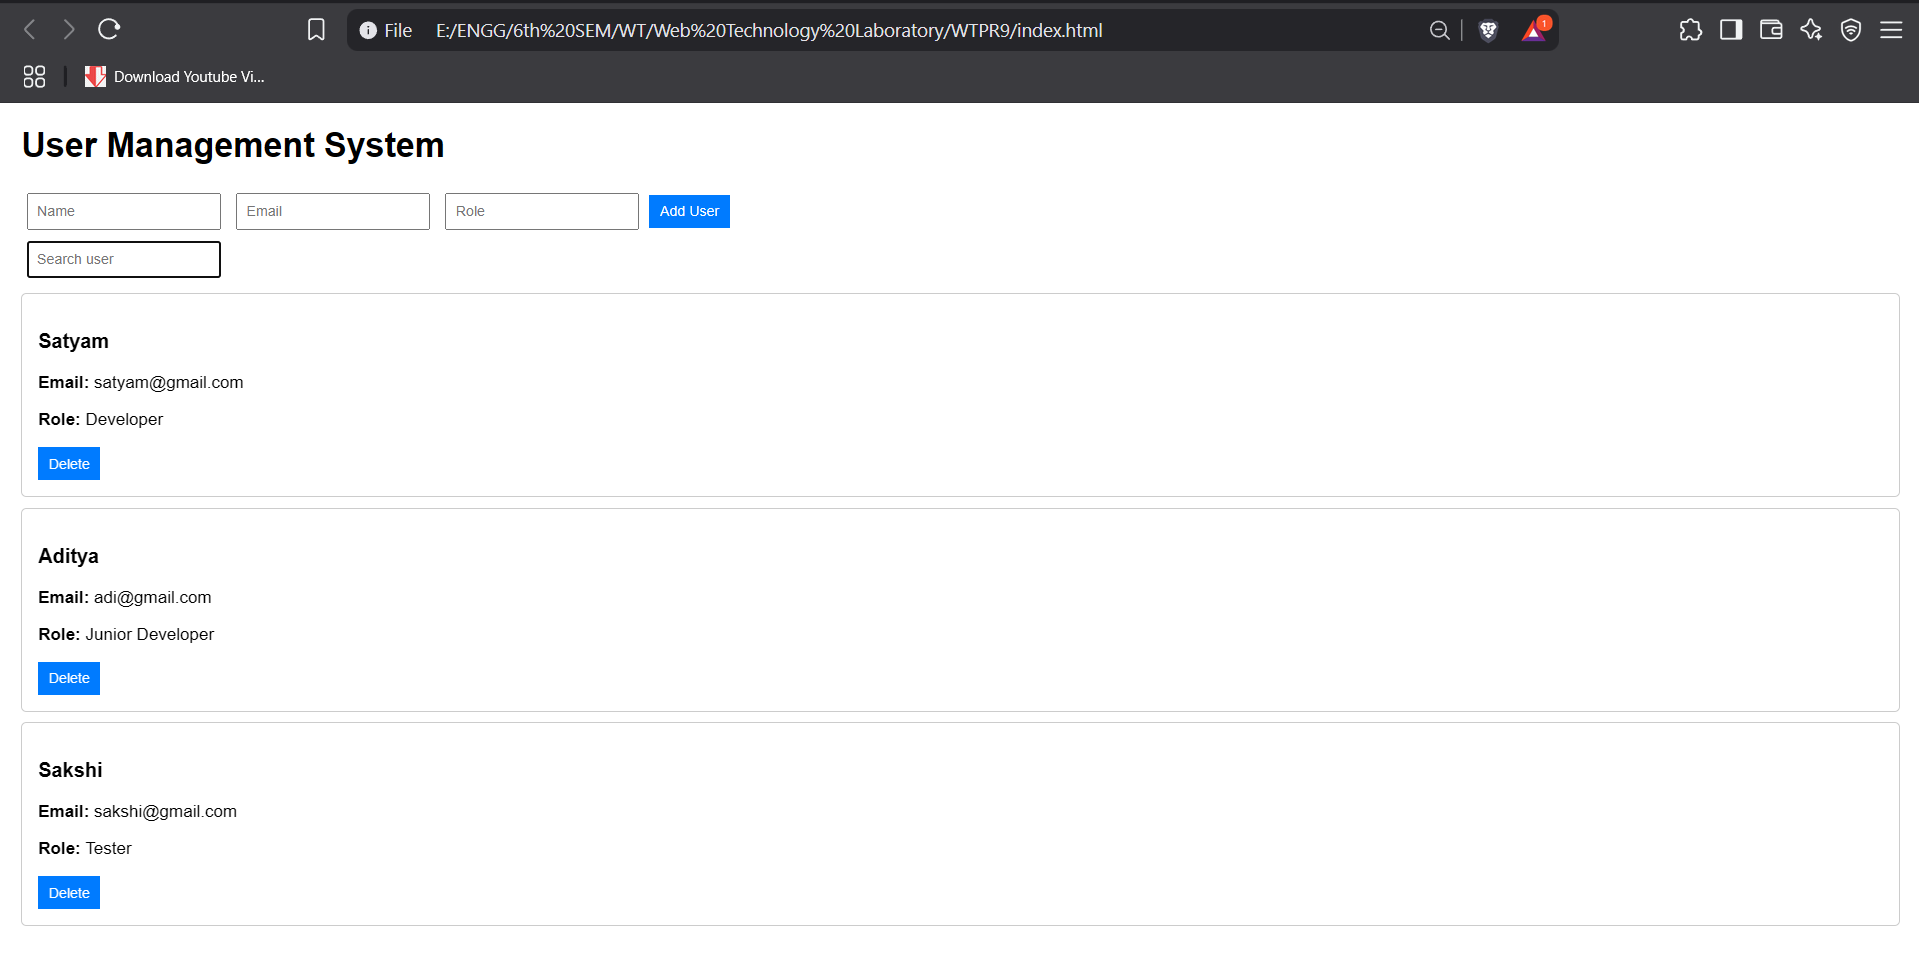 File E:/ENGG/6th%20SEM/WT/Web%20Technology%20Laboratory/WTPR9/index.html 1
Download Youtube Vi...
User Management System
Name Email Role Add User
Search user
Satyam
Email: satyam@gmail.com
Role: Developer
Delete
Aditya
Email: adi@gmail.com
Role: Junior Developer
Delete
Sakshi
Email: sakshi@gmail.com
Role: Tester
Delete